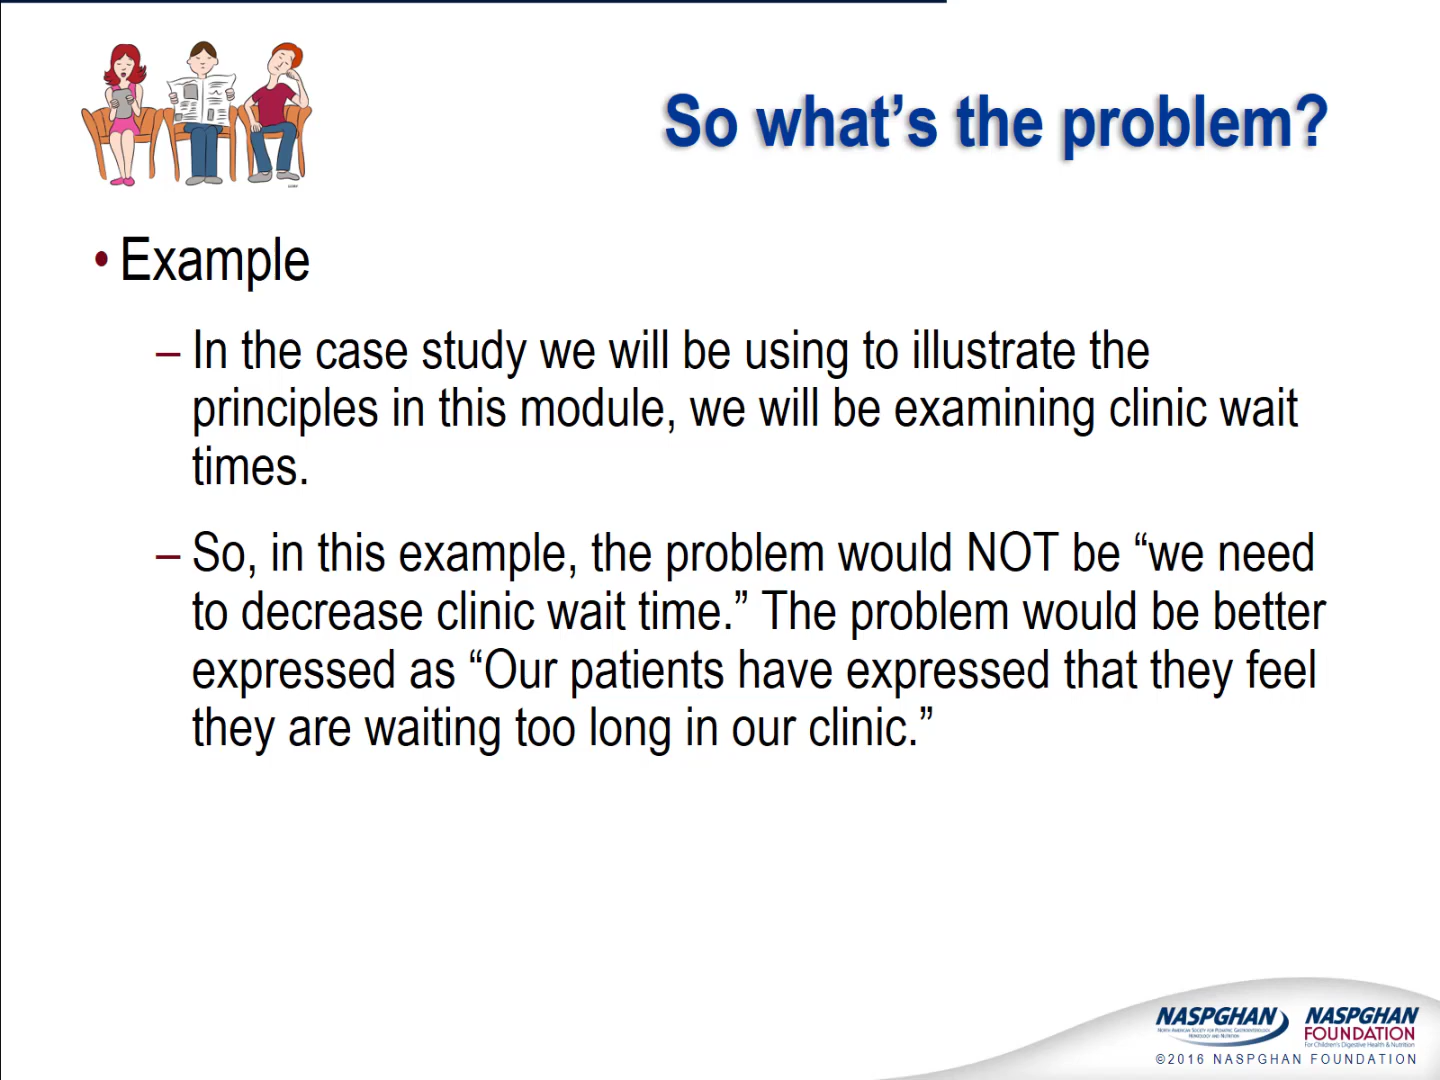 So what’s the problem?
• Example
– In the case study we will be using to illustrate the
principles in this module, we will be examining clinic wait
times.
– So, in this example, the problem would NOT be “we need
to decrease clinic wait time.” The problem would be better
expressed as “Our patients have expressed that they feel
they are waiting too long in our clinic.”
NASPGHAN
North American Society for Pediatric Gastroenterology,
Hepatology and Nutrition
NASPGHAN
FOUNDATION
For Children's Digestive Health & Nutrition
©2016 NASPGHAN FOUNDATION